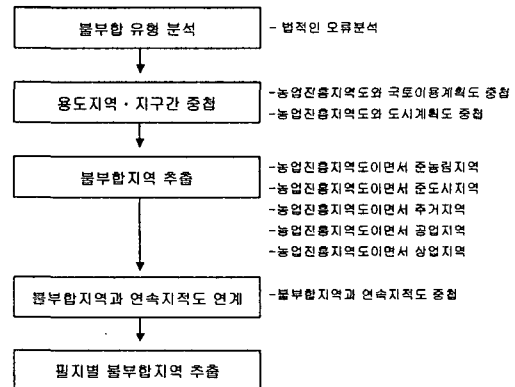 불부합 유형 분석
- 법적인 오류분석
용도지역・지구간 중첩
-농업진흥지역도와 국토이용계획도 중첩
-농업진흥지역도와 도시계획도 중첩
불부합지역 추출
-농업진흥지역도이면서 준농림지역
-농업진흥지역도이면서 준도시지역
-농업진흥지역도이면서 주거지역
-농업진흥지역도이면서 공업지역
-농업진흥지역도이면서 상업지역
불부합지역과 연속지적도 연계
-불부합지역과 연속지적도 중첩
필지별 불부합지역 추출